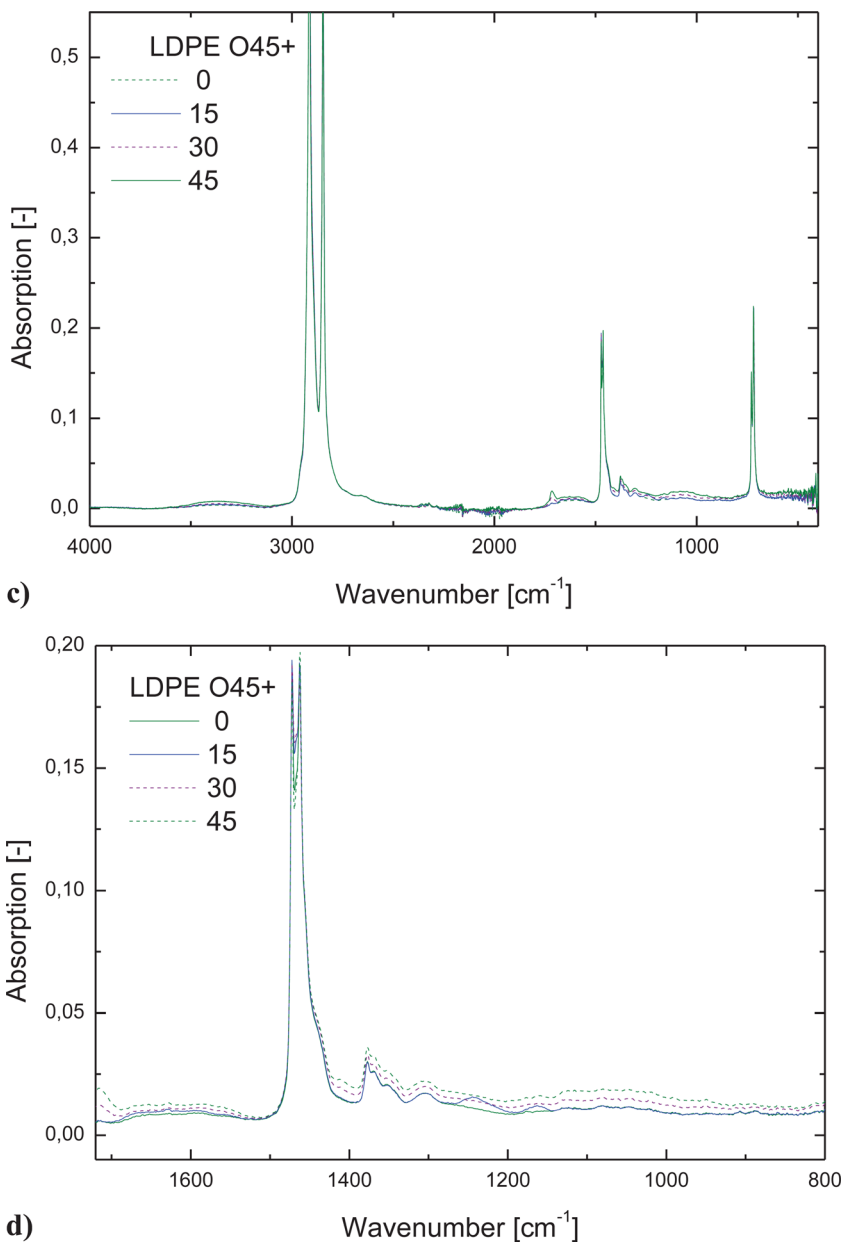 LDPE O45+
0
15
30
45
0,5
0,4
0,3
0,2
0,1
0,0
Absorption [-]
4000 3000 2000 1000
Wavenumber [cm⁻¹]
c)
LDPE O45+
0
15
30
45
0,20
0,15
0,10
0,05
0,00
Absorption [-]
1600 1400 1200 1000 800
Wavenumber [cm⁻¹]
d)